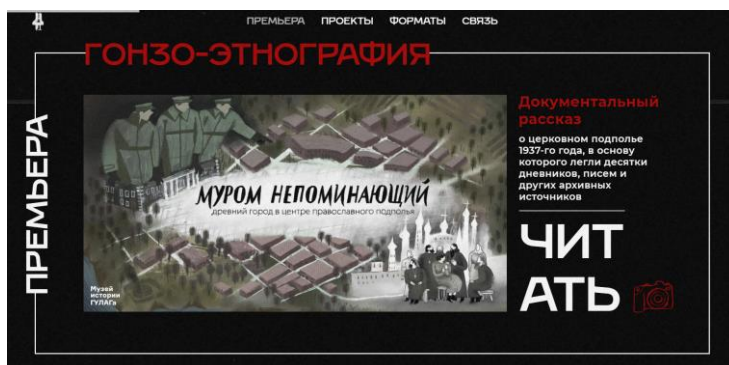 ПРЕМЬЕРА ПРОЕКТЫ ФОРМАТЫ СВЯЗЬ
ГОНЗО-ЭТНОГРАФИЯ
ПРЕМЬЕРА
МУРОМ НЕПОМИНАЮЩИЙ
древний город в центре православного подполья
Музей
истории
ГУЛАГа
Документальный
рассказ
о церковном подполье
1937-го года, в основу
которого легли десятки
дневников, писем и
других архивных
источников
ЧИТ
АТЬ